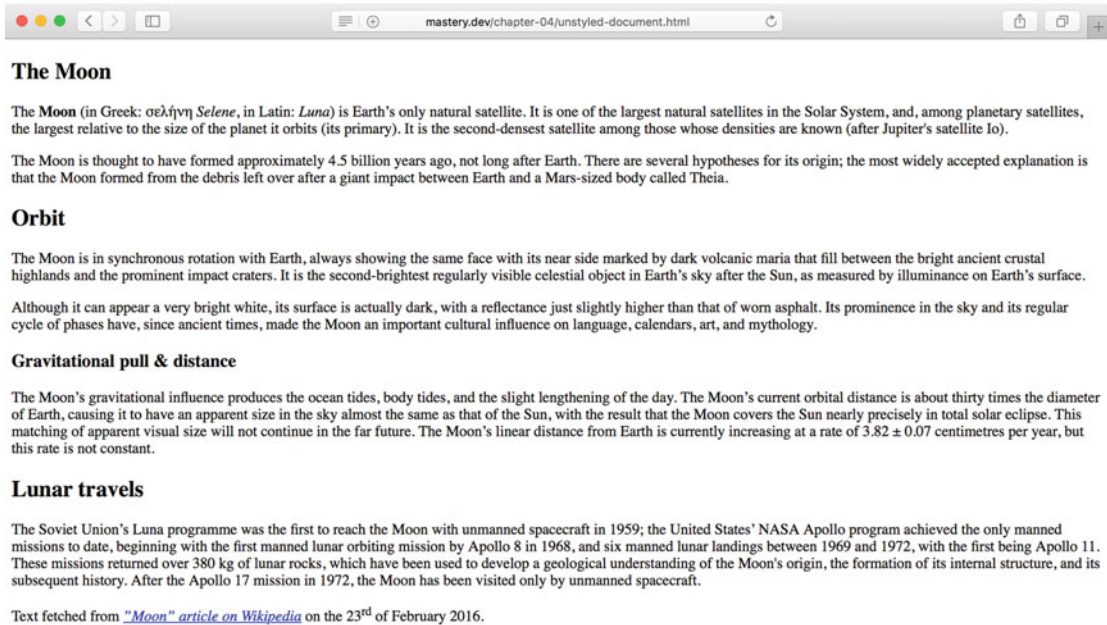 mastery.dev/chapter-04/unstyled-document.html
The Moon
The Moon (in Greek: σελήνη Selene, in Latin: Luna) is Earth’s only natural satellite. It is one of the largest natural satellites in the Solar System, and, among planetary satellites,
the largest relative to the size of the planet it orbits (its primary). It is the second-densest satellite among those whose densities are known (after Jupiter's satellite Io).
The Moon is thought to have formed approximately 4.5 billion years ago, not long after Earth. There are several hypotheses for its origin; the most widely accepted explanation is
that the Moon formed from the debris left over after a giant impact between Earth and a Mars-sized body called Theia.
Orbit
The Moon is in synchronous rotation with Earth, always showing the same face with its near side marked by dark volcanic maria that fill between the bright ancient crustal
highlands and the prominent impact craters. It is the second-brightest regularly visible celestial object in Earth’s sky after the Sun, as measured by illuminance on Earth’s surface.
Although it can appear a very bright white, its surface is actually dark, with a reflectance just slightly higher than that of worn asphalt. Its prominence in the sky and its regular
cycle of phases have, since ancient times, made the Moon an important cultural influence on language, calendars, art, and mythology.
Gravitational pull & distance
The Moon’s gravitational influence produces the ocean tides, body tides, and the slight lengthening of the day. The Moon’s current orbital distance is about thirty times the diameter
of Earth, causing it to have an apparent size in the sky almost the same as that of the Sun, with the result that the Moon covers the Sun nearly precisely in total solar eclipse. This
matching of apparent visual size will not continue in the far future. The Moon’s linear distance from Earth is currently increasing at a rate of 3.82 ± 0.07 centimetres per year, but
this rate is not constant.
Lunar travels
The Soviet Union’s Luna programme was the first to reach the Moon with unmanned spacecraft in 1959; the United States’ NASA Apollo program achieved the only manned
missions to date, beginning with the first manned lunar orbiting mission by Apollo 8 in 1968, and six manned lunar landings between 1969 and 1972, with the first being Apollo 11.
These missions returned over 380 kg of lunar rocks, which have been used to develop a geological understanding of the Moon's origin, the formation of its internal structure, and its
subsequent history. After the Apollo 17 mission in 1972, the Moon has been visited only by unmanned spacecraft.
Text fetched from ”Moon” article on Wikipedia on the 23rd of February 2016.